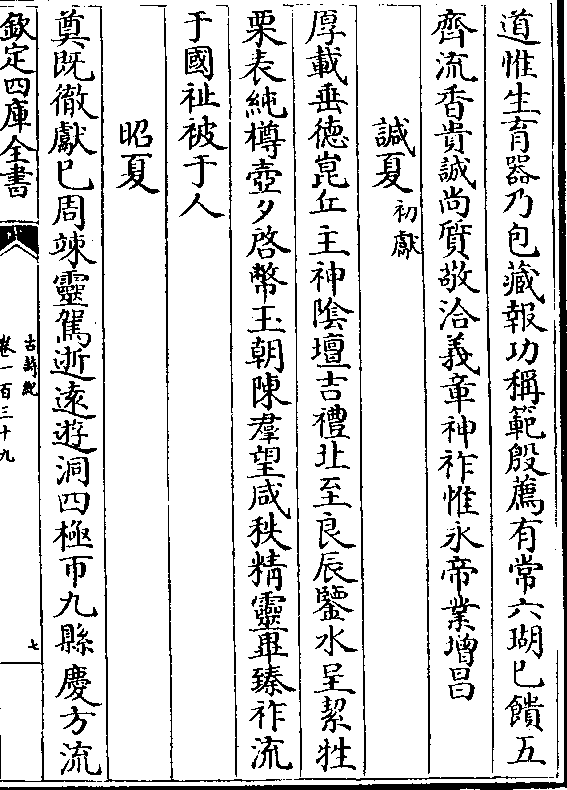 道惟生育器乃包藏報功稱範殷薦有常六瑚已饋五
齊流香貴誠尚質敬洽義章神祚惟永帝業增昌
諴夏初獻
厚載垂徳崑丘主神陰壇吉禮北至良辰鑒水呈㓗牲
栗表純樽壺夕啓幣玉朝陳羣望咸秩精靈畢臻祚流
于國祉被于人
昭夏
奠既徹獻已周竦靈駕逝逺逰洞四極帀九縣慶方流
欽定四庫全書
古詩紀
卷一百三十九
七